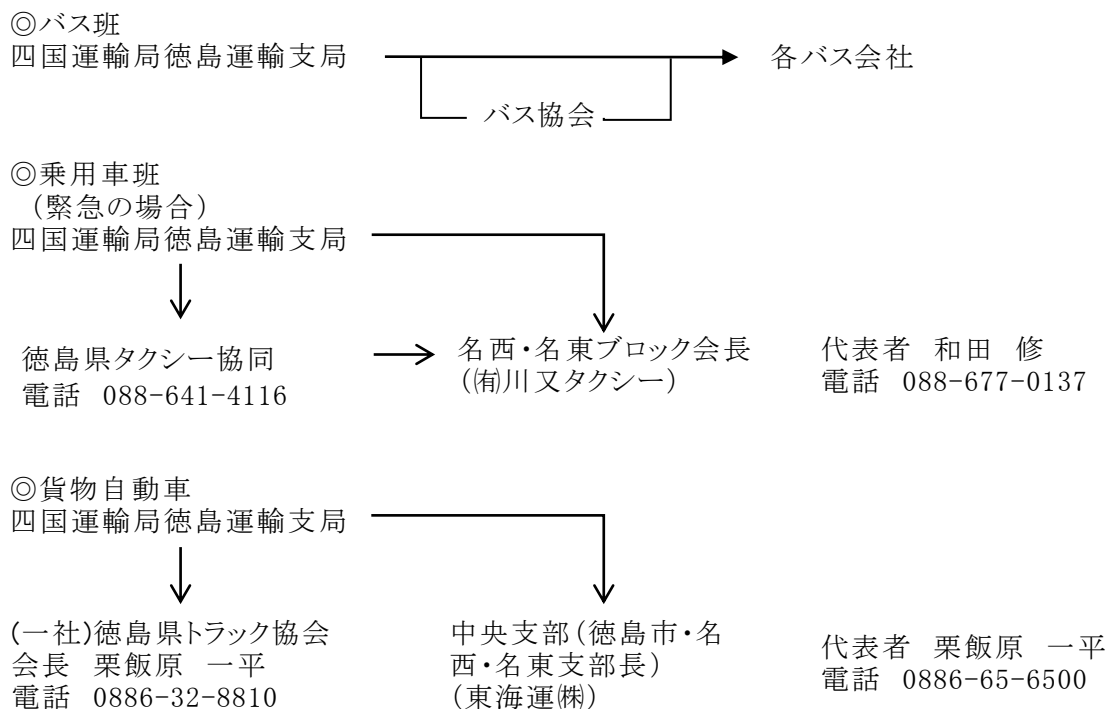 ◎バス班
四国運輸局徳島運輸支局
各バス会社
バス協会
◎乗用車班
（緊急の場合）
四国運輸局徳島運輸支局
徳島県タクシー協同
電話 088-641-4116
名西・名東ブロック会長
（㈲川又タクシー）
代表者 和田 修
電話 088-677-0137
◎貨物自動車
四国運輸局徳島運輸支局
(一社)徳島県トラック協会
会長 栗飯原 一平
電話 0886-32-8810
中央支部（徳島市・名
西・名東支部長）
（東海運㈱）
代表者 栗飯原 一平
電話 0886-65-6500